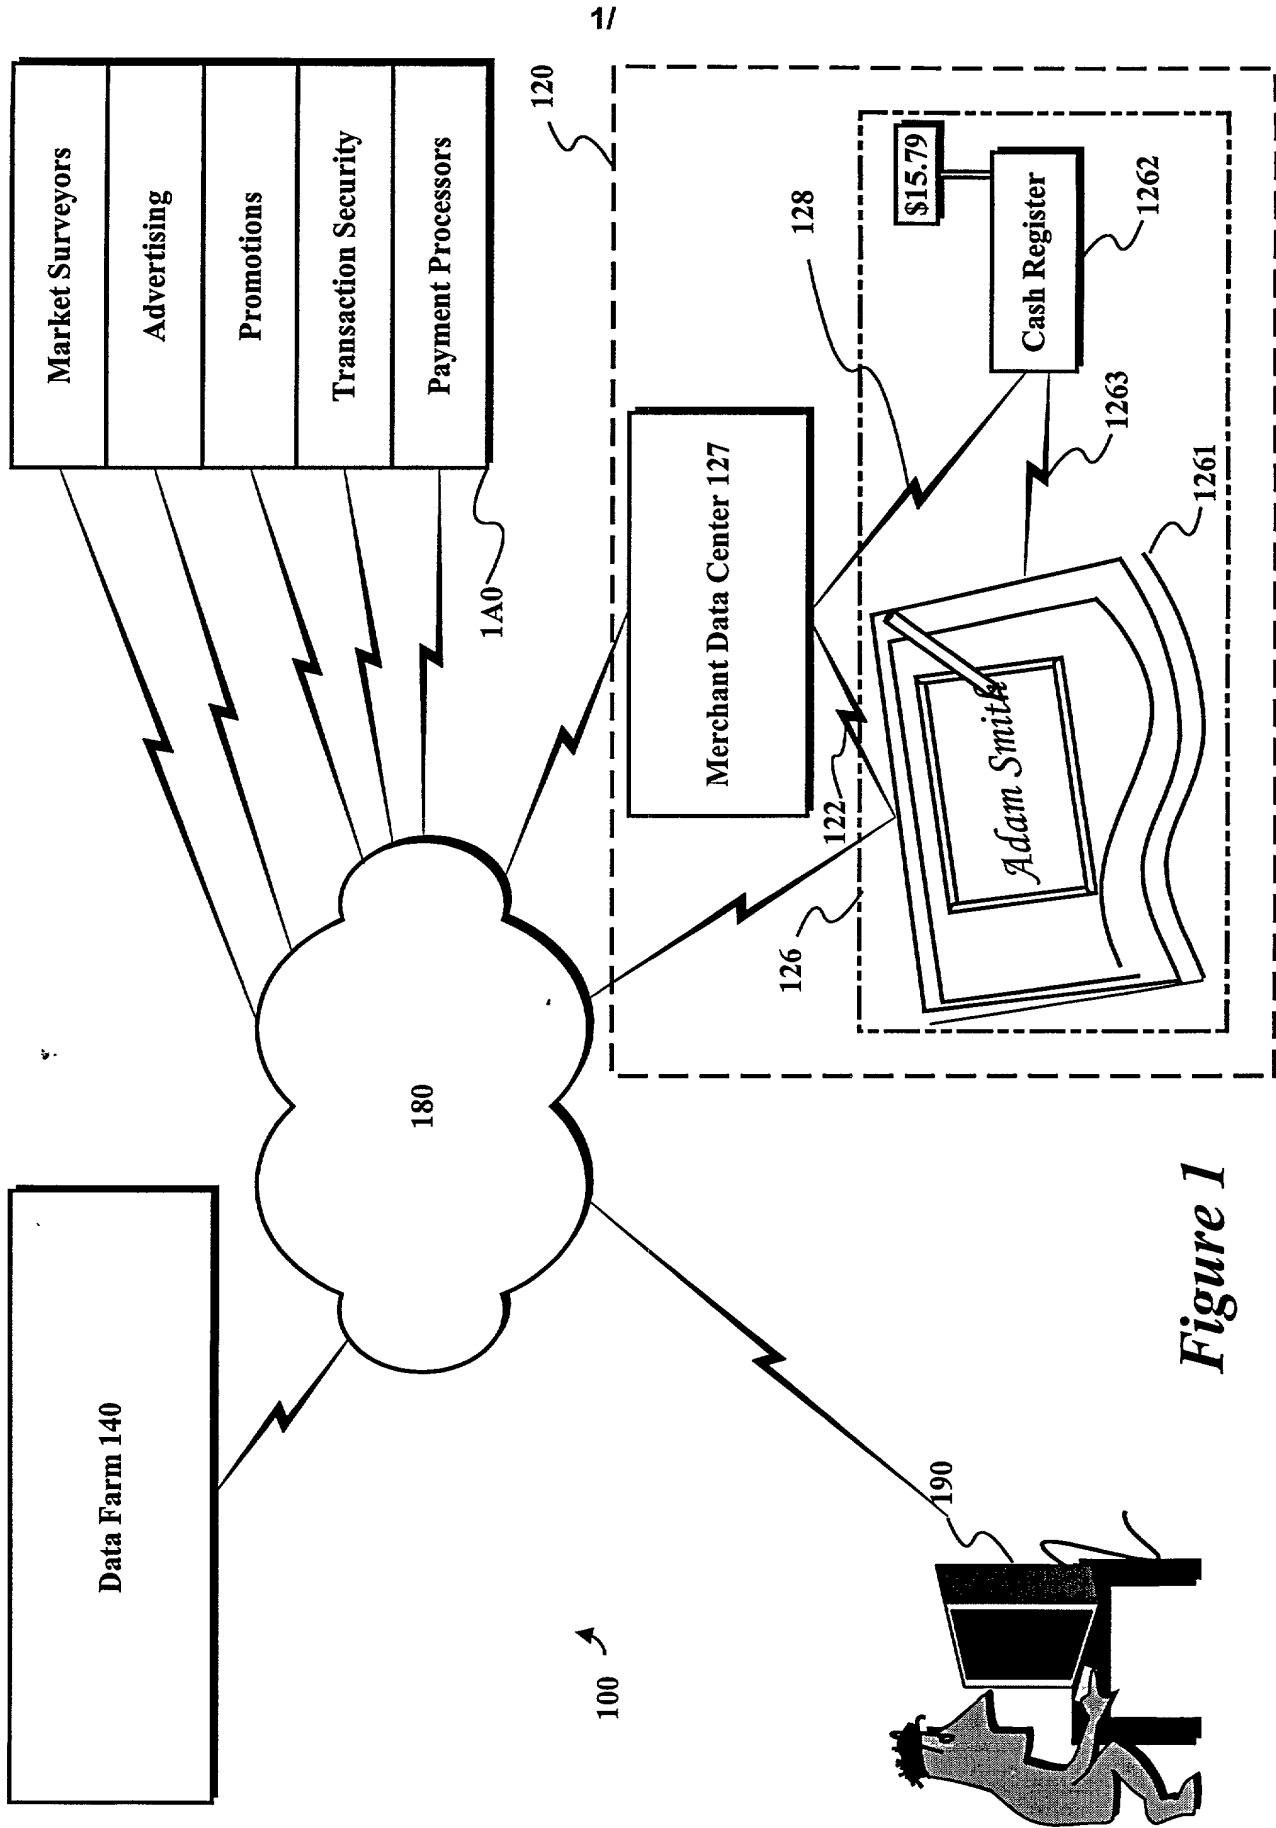 1/
Data Farm 140
Market Surveyors
Advertising
Promotions
Transaction Security
Payment Processors
1A0
180
120
Merchant Data Center 127
128
122
126
$15.79
Cash Register
1262
1263
1261
Adam Smith
100
190
Figure 1